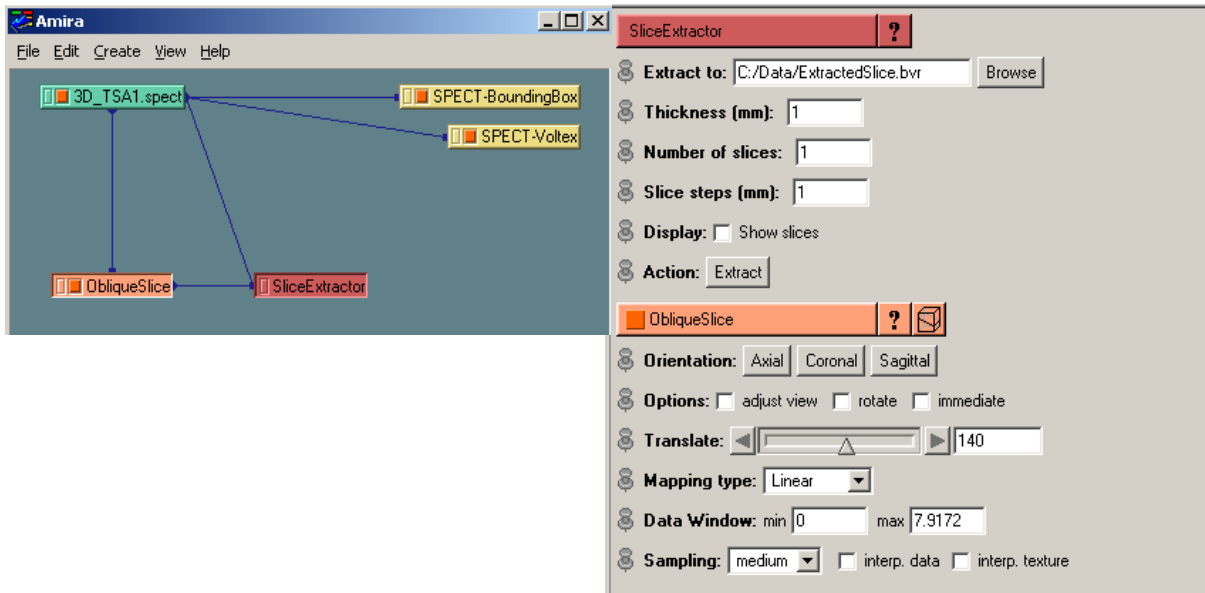 Amira
File Edit Create View Help
3D_TSA1.spect
SPECT-BoundingBox
SPECT-Voltex
ObliqueSlice
SliceExtractor
SliceExtractor ?
Extract to: C:/Data/ExtractedSlice.bvr Browse
Thickness (mm): 1
Number of slices: 1
Slice steps (mm): 1
Display: Show slices
Action: Extract
ObliqueSlice ?
Orientation: Axial Coronal Sagittal
Options: adjust view rotate immediate
Translate: 140
Mapping type: Linear
Data Window: min 0 max 7.9172
Sampling: medium interp. data interp. texture